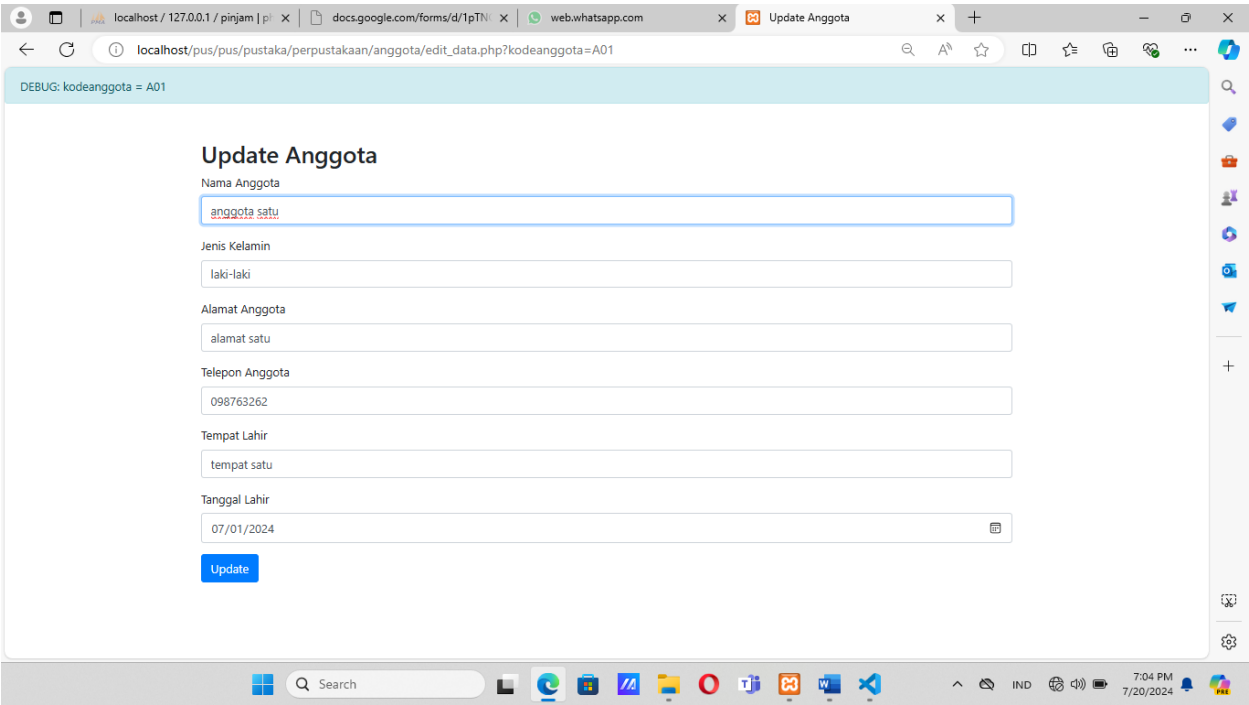 localhost / 127.0.0.1 / pinjam | ph
docs.google.com/forms/d/1pTN
web.whatsapp.com
Update Anggota
localhost/pus/pus/pustaka/perpustakaan/anggota/edit_data.php?kodeanggota=A01
DEBUG: kodeanggota = A01
Update Anggota
Nama Anggota
anggota satu
Jenis Kelamin
laki-laki
Alamat Anggota
alamat satu
Telepon Anggota
098763262
Tempat Lahir
tempat satu
Tanggal Lahir
07/01/2024
Update
Search
IND
7:04 PM
7/20/2024
PRE